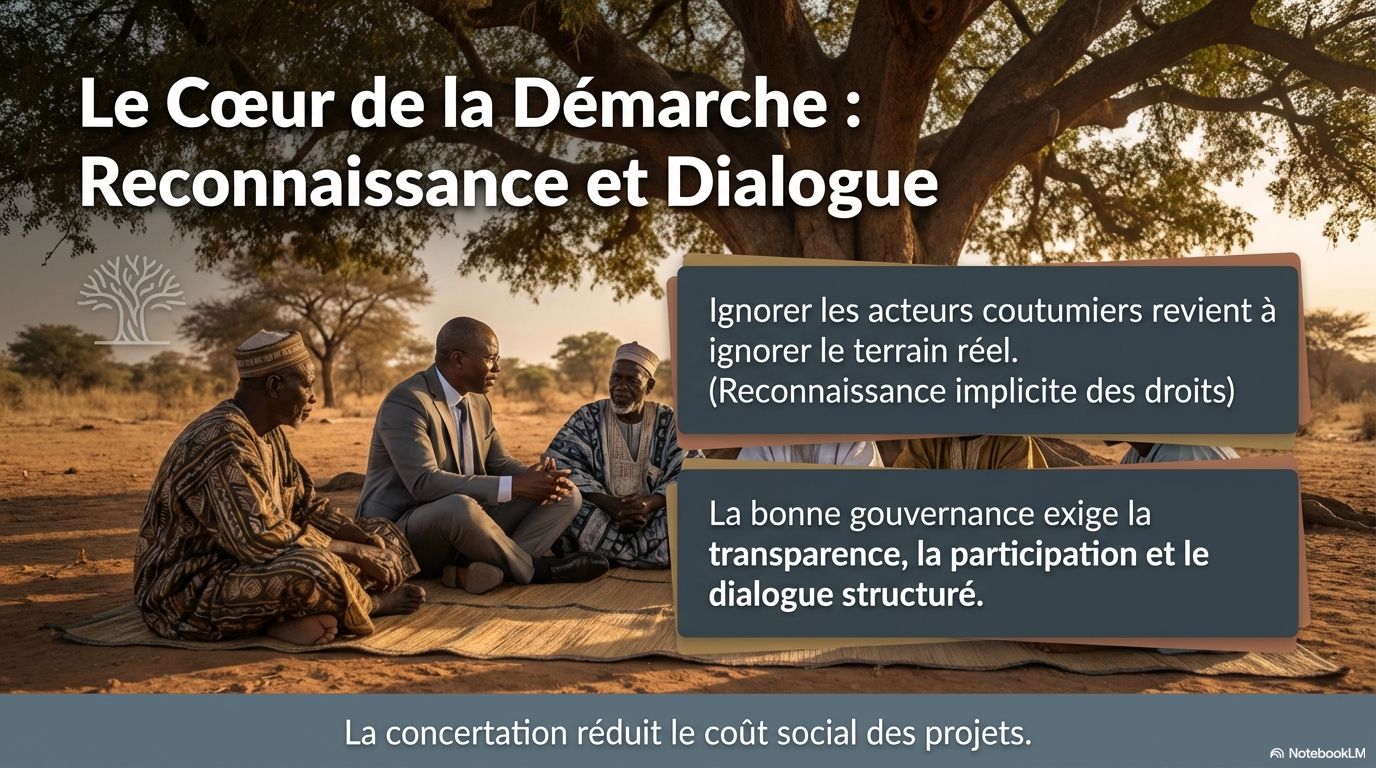 Le Cœur de la Démarche :
Reconnaissance et Dialogue
Ignorer les acteurs coutumiers revient à
ignorer le terrain réel.
(Reconnaissance implicite des droits)
La bonne gouvernance exige la
transparence, la participation et le
dialogue structuré.
La concertation réduit le coût social des projets.
NotebookLM